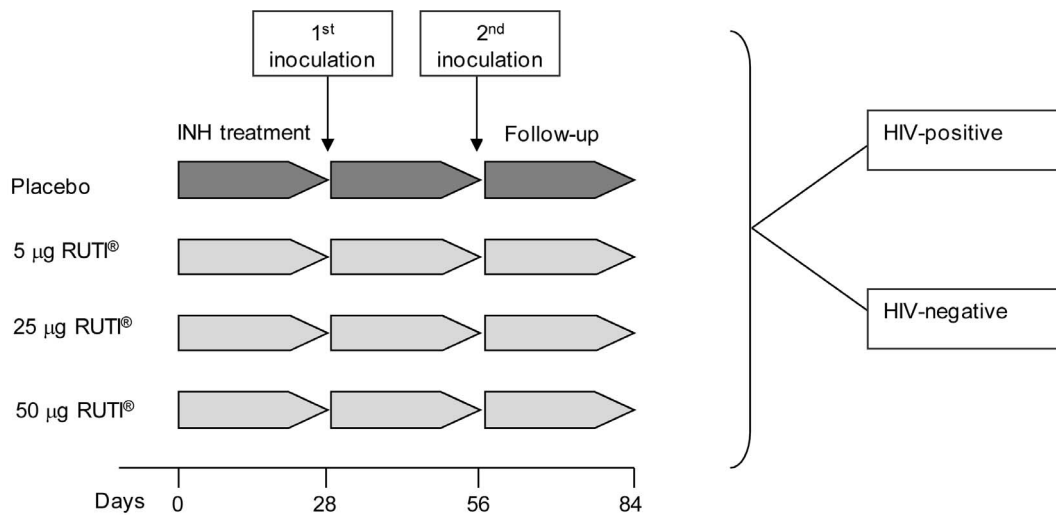 1st
inoculation
2nd
inoculation
INH treatment
Follow-up
Placebo
5 μg RUTI®
25 μg RUTI®
50 μg RUTI®
HIV-positive
HIV-negative
Days 0 28 56 84